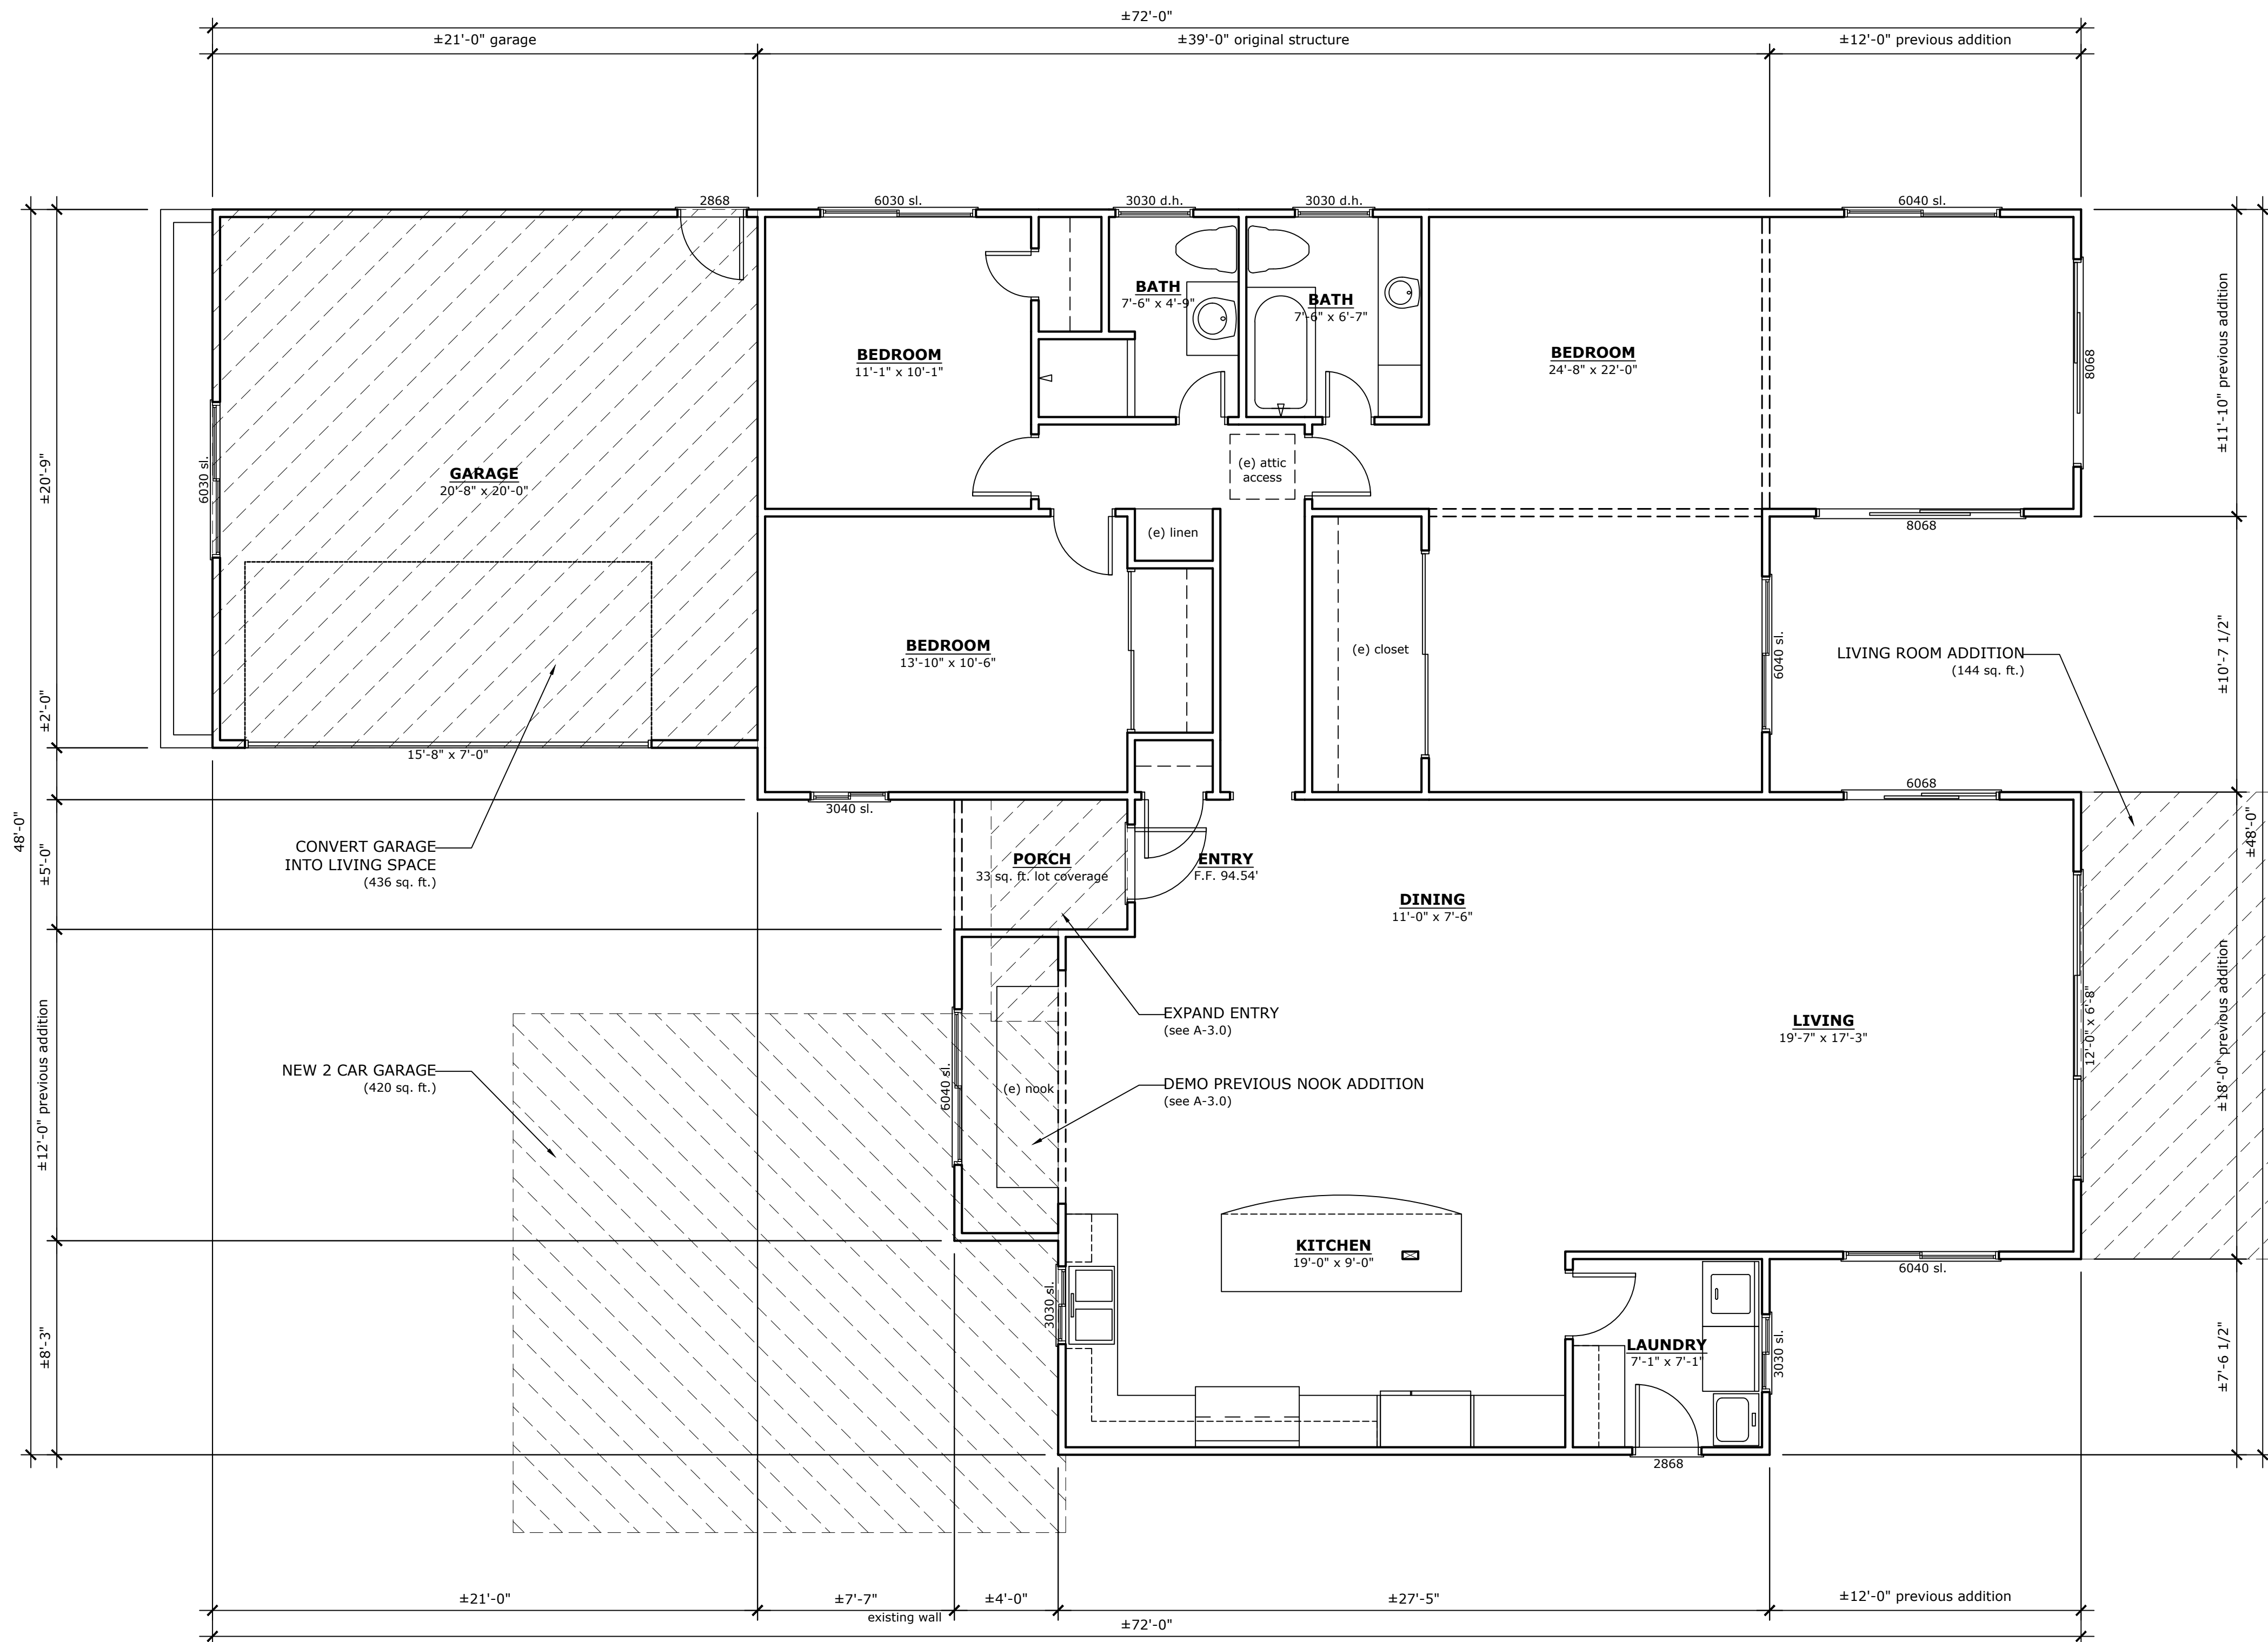 ±72'-0"
±21'-0" garage
±39'-0" original structure
±12'-0" previous addition
2868
6030 sl.
3030 d.h.
3030 d.h.
6040 sl.
BATH
7'-6" x 4'-9"
BATH
7'-6" x 6'-7"
BEDROOM
11'-1" x 10'-1"
BEDROOM
24'-8" x 22'-0"
8068
±11'-10" previous addition
±20'-9"
6030 sl.
GARAGE
20'-8" x 20'-0"
(e) attic
access
(e) linen
8068
BEDROOM
13'-10" x 10'-6"
(e) closet
6040 sl.
LIVING ROOM ADDITION
(144 sq. ft.)
±10'-7 1/2"
±2'-0"
15'-8" x 7'-0"
3040 sl.
6068
48'-0"
±5'-0"
CONVERT GARAGE
INTO LIVING SPACE
(436 sq. ft.)
PORCH
33 sq. ft. lot coverage
ENTRY
F.F. 94.54'
DINING
11'-0" x 7'-6"
±48'-0"
EXPAND ENTRY
(see A-3.0)
LIVING
19'-7" x 17'-3"
12'-0" x 6'-8"
±18'-0" previous addition
±12'-0" previous addition
NEW 2 CAR GARAGE
(420 sq. ft.)
6040 sl.
(e) nook
DEMO PREVIOUS NOOK ADDITION
(see A-3.0)
KITCHEN
19'-0" x 9'-0"
6040 sl.
3030 sl.
±8'-3"
LAUNDRY
7'-1" x 7'-1"
3030 sl.
±7'-6 1/2"
2868
±21'-0"
±7'-7"
existing wall
±4'-0"
±27'-5"
±12'-0" previous addition
±72'-0"